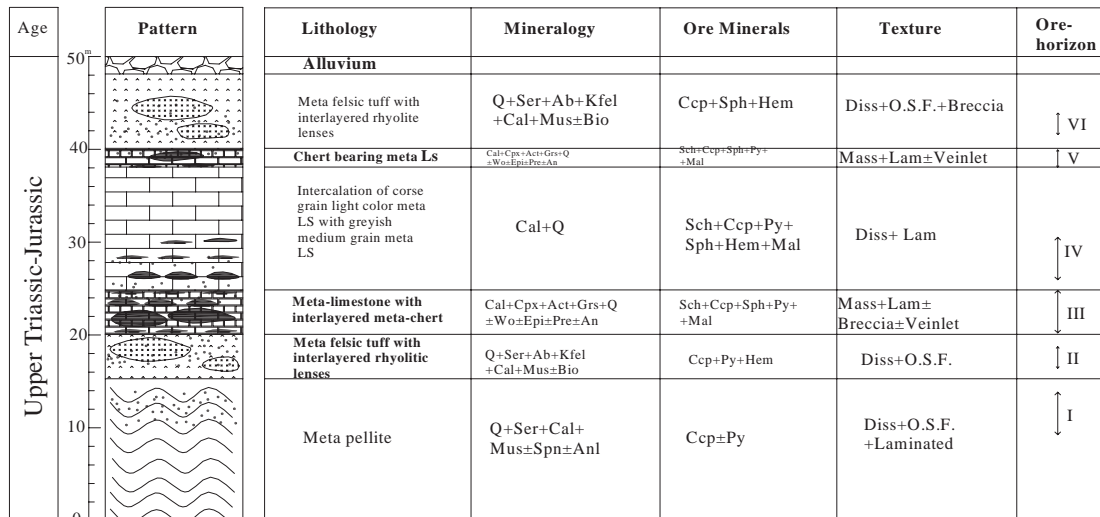 Age
Pattern
Lithology
Mineralogy
Ore Minerals
Texture
Ore-
horizon
Upper Triassic-Jurassic
50 m
40
30
20
10
0
Alluvium
Meta felsic tuff with
interlayered rhyolite
lenses
Q+Ser+Ab+Kfel
+Cal+Mus±Bio
Ccp+Sph+Hem
Diss+O.S.F.+Breccia
VI
Chert bearing meta Ls
Cal+Cpx+Act+Grs+Q
±Wo±Epi±Pre±An
Sch+Ccp+Sph+Py+
+Mal
Mass+Lam±Veinlet
V
Intercalation of corse
grain light color meta
LS with greyish
medium grain meta
LS
Cal+Q
Sch+Ccp+Py+
Sph+Hem+Mal
Diss+ Lam
IV
Meta-limestone with
interlayered meta-chert
Cal+Cpx+Act+Grs+Q
±Wo±Epi±Pre±An
Sch+Ccp+Sph+Py+
+Mal
Mass+Lam±
Breccia±Veinlet
III
Meta felsic tuff with
interlayered rhyolitic
lenses
Q+Ser+Ab+Kfel
+Cal+Mus±Bio
Ccp+Py+Hem
Diss+O.S.F.
II
Meta pellite
Q+Ser+Cal+
Mus±Spn±Anl
Ccp±Py
Diss+O.S.F.
+Laminated
I